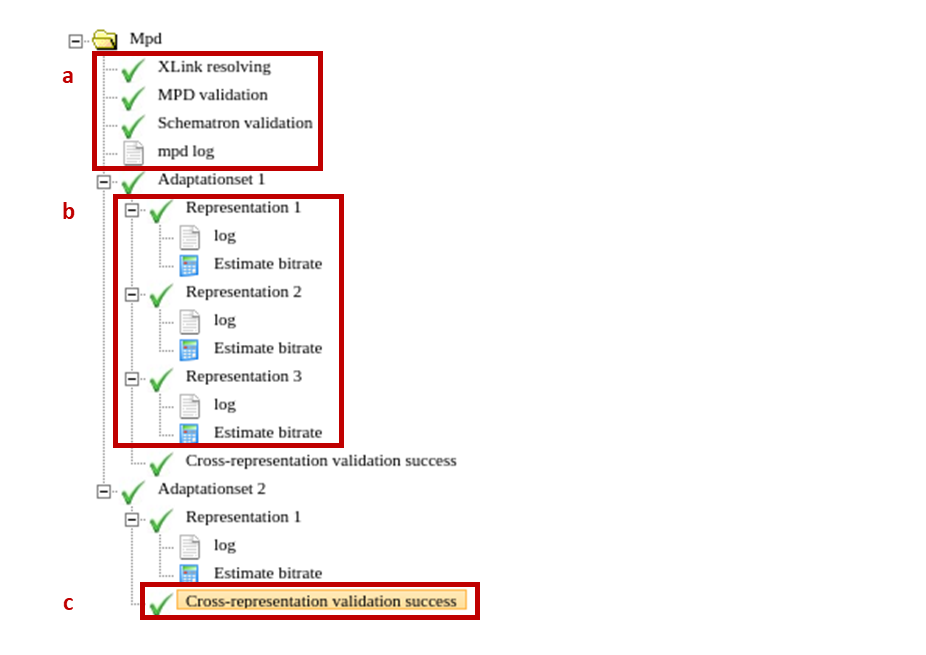 Mpd
a
XLink resolving
MPD validation
Schematron validation
mpd log
Adaptationset 1
b
Representation 1
log
Estimate bitrate
Representation 2
log
Estimate bitrate
Representation 3
log
Estimate bitrate
Cross-representation validation success
Adaptationset 2
Representation 1
log
Estimate bitrate
c
Cross-representation validation success